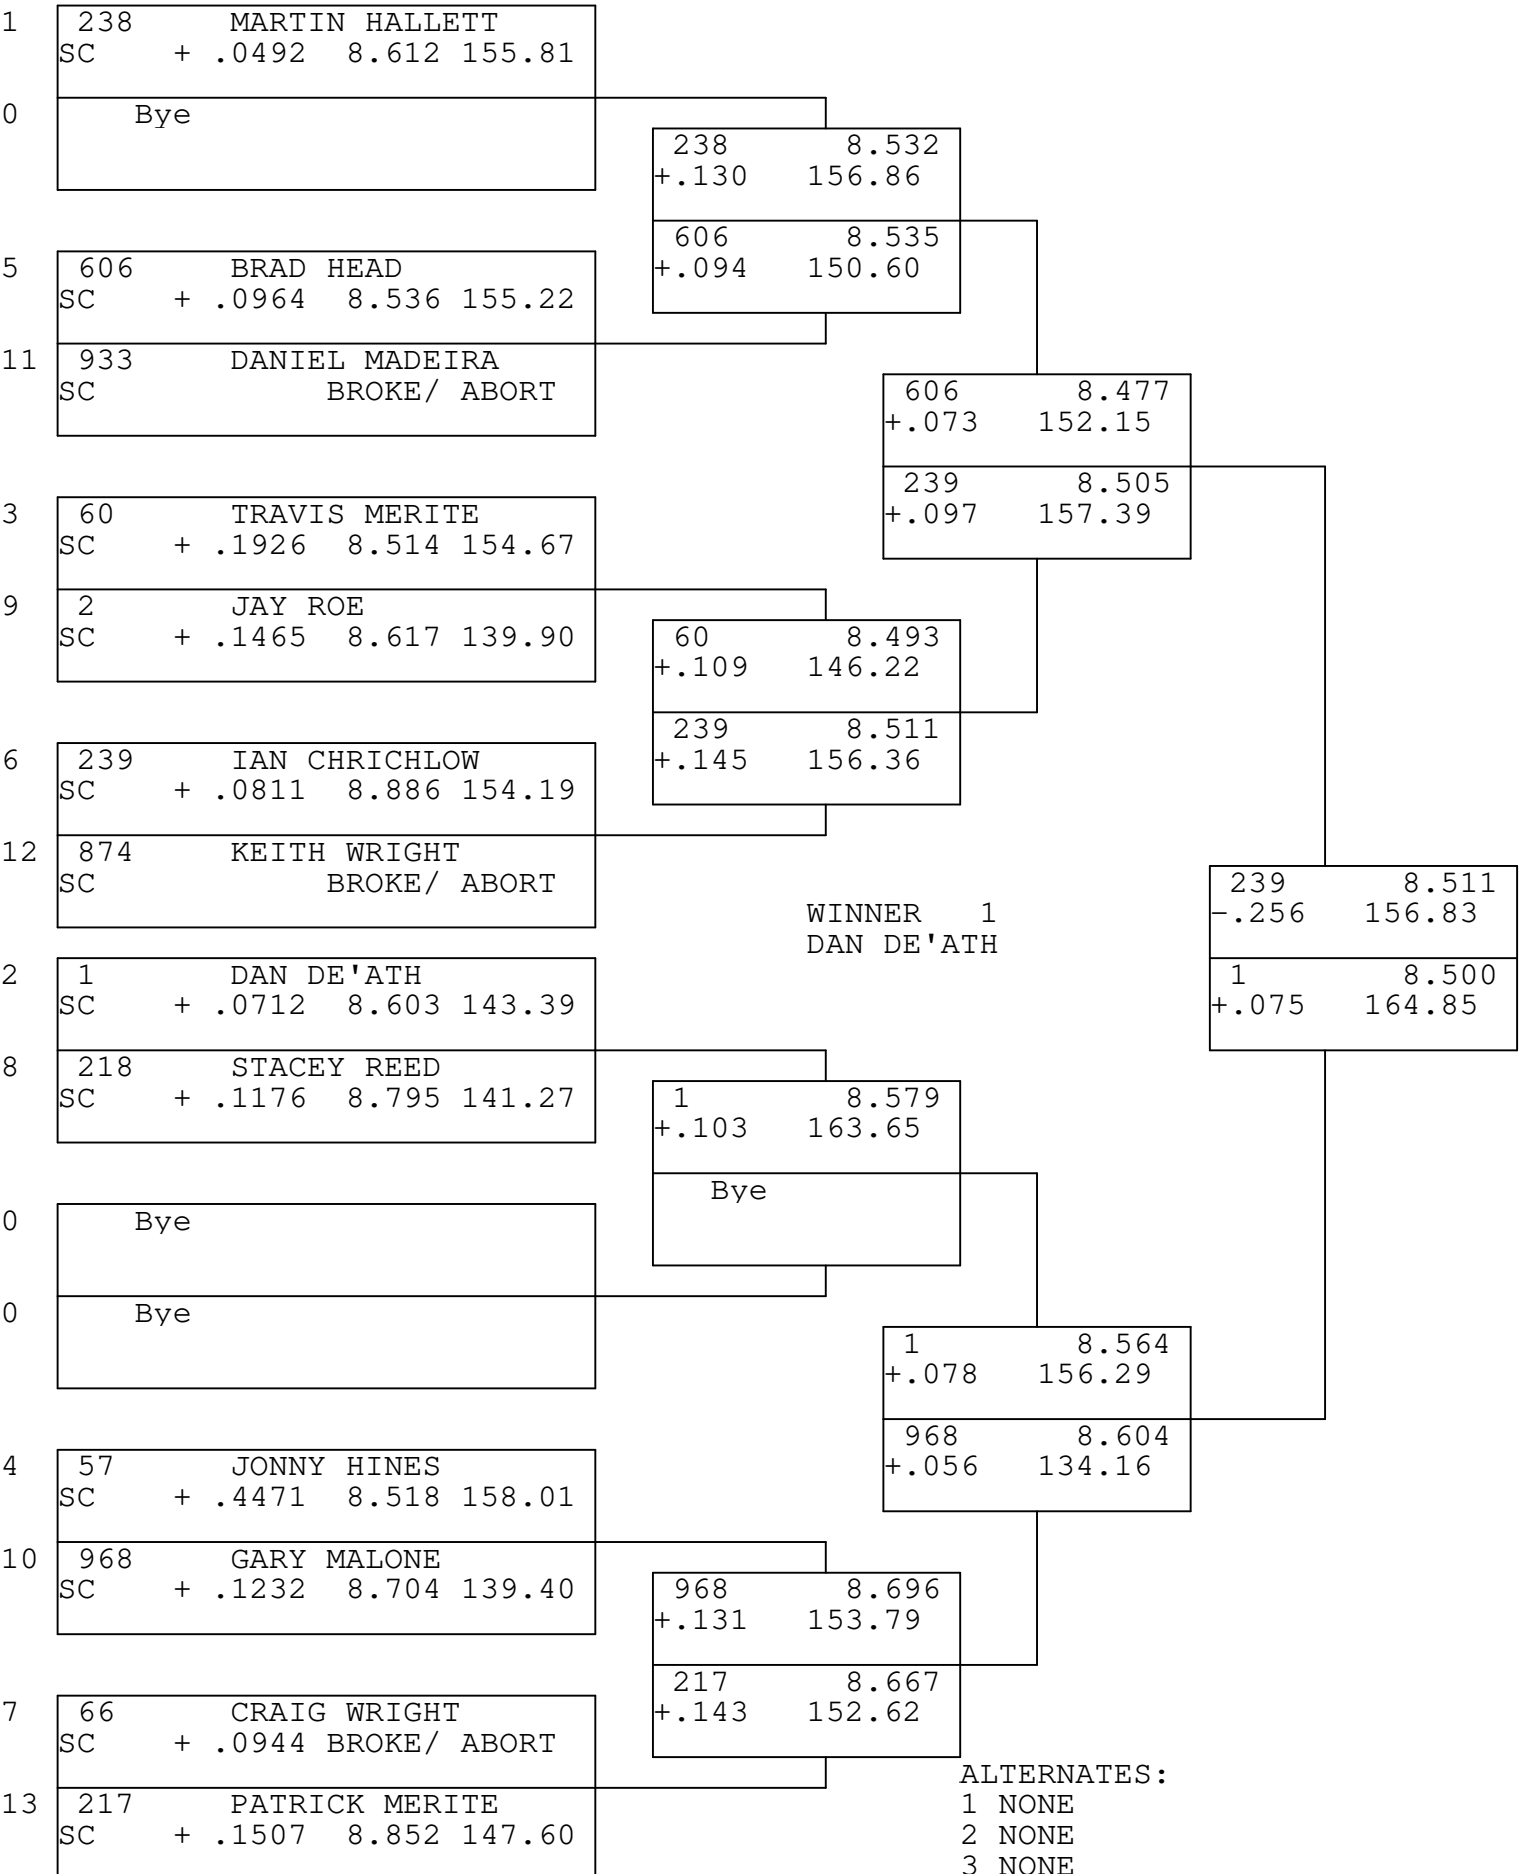 1 238 MARTIN HALLETT
SC + .0492 8.612 155.81
0 Bye
238 8.532
+.130 156.86
606 8.535
+.094 150.60
5 606 BRAD HEAD
SC + .0964 8.536 155.22
11 933 DANIEL MADEIRA
SC BROKE/ ABORT
606 8.477
+.073 152.15
239 8.505
+.097 157.39
3 60 TRAVIS MERITE
SC + .1926 8.514 154.67
9 2 JAY ROE
SC + .1465 8.617 139.90
60 8.493
+.109 146.22
239 8.511
+.145 156.36
6 239 IAN CHRICHLOW
SC + .0811 8.886 154.19
12 874 KEITH WRIGHT
SC BROKE/ ABORT
239 8.511
-.256 156.83
1 8.500
+.075 164.85
WINNER 1
DAN DE'ATH
2 1 DAN DE'ATH
SC + .0712 8.603 143.39
8 218 STACEY REED
SC + .1176 8.795 141.27
1 8.579
+.103 163.65
Bye
0 Bye
0 Bye
1 8.564
+.078 156.29
968 8.604
+.056 134.16
4 57 JONNY HINES
SC + .4471 8.518 158.01
10 968 GARY MALONE
SC + .1232 8.704 139.40
968 8.696
+.131 153.79
217 8.667
+.143 152.62
7 66 CRAIG WRIGHT
SC + .0944 BROKE/ ABORT
13 217 PATRICK MERITE
SC + .1507 8.852 147.60
ALTERNATES:
1 NONE
2 NONE
3 NONE